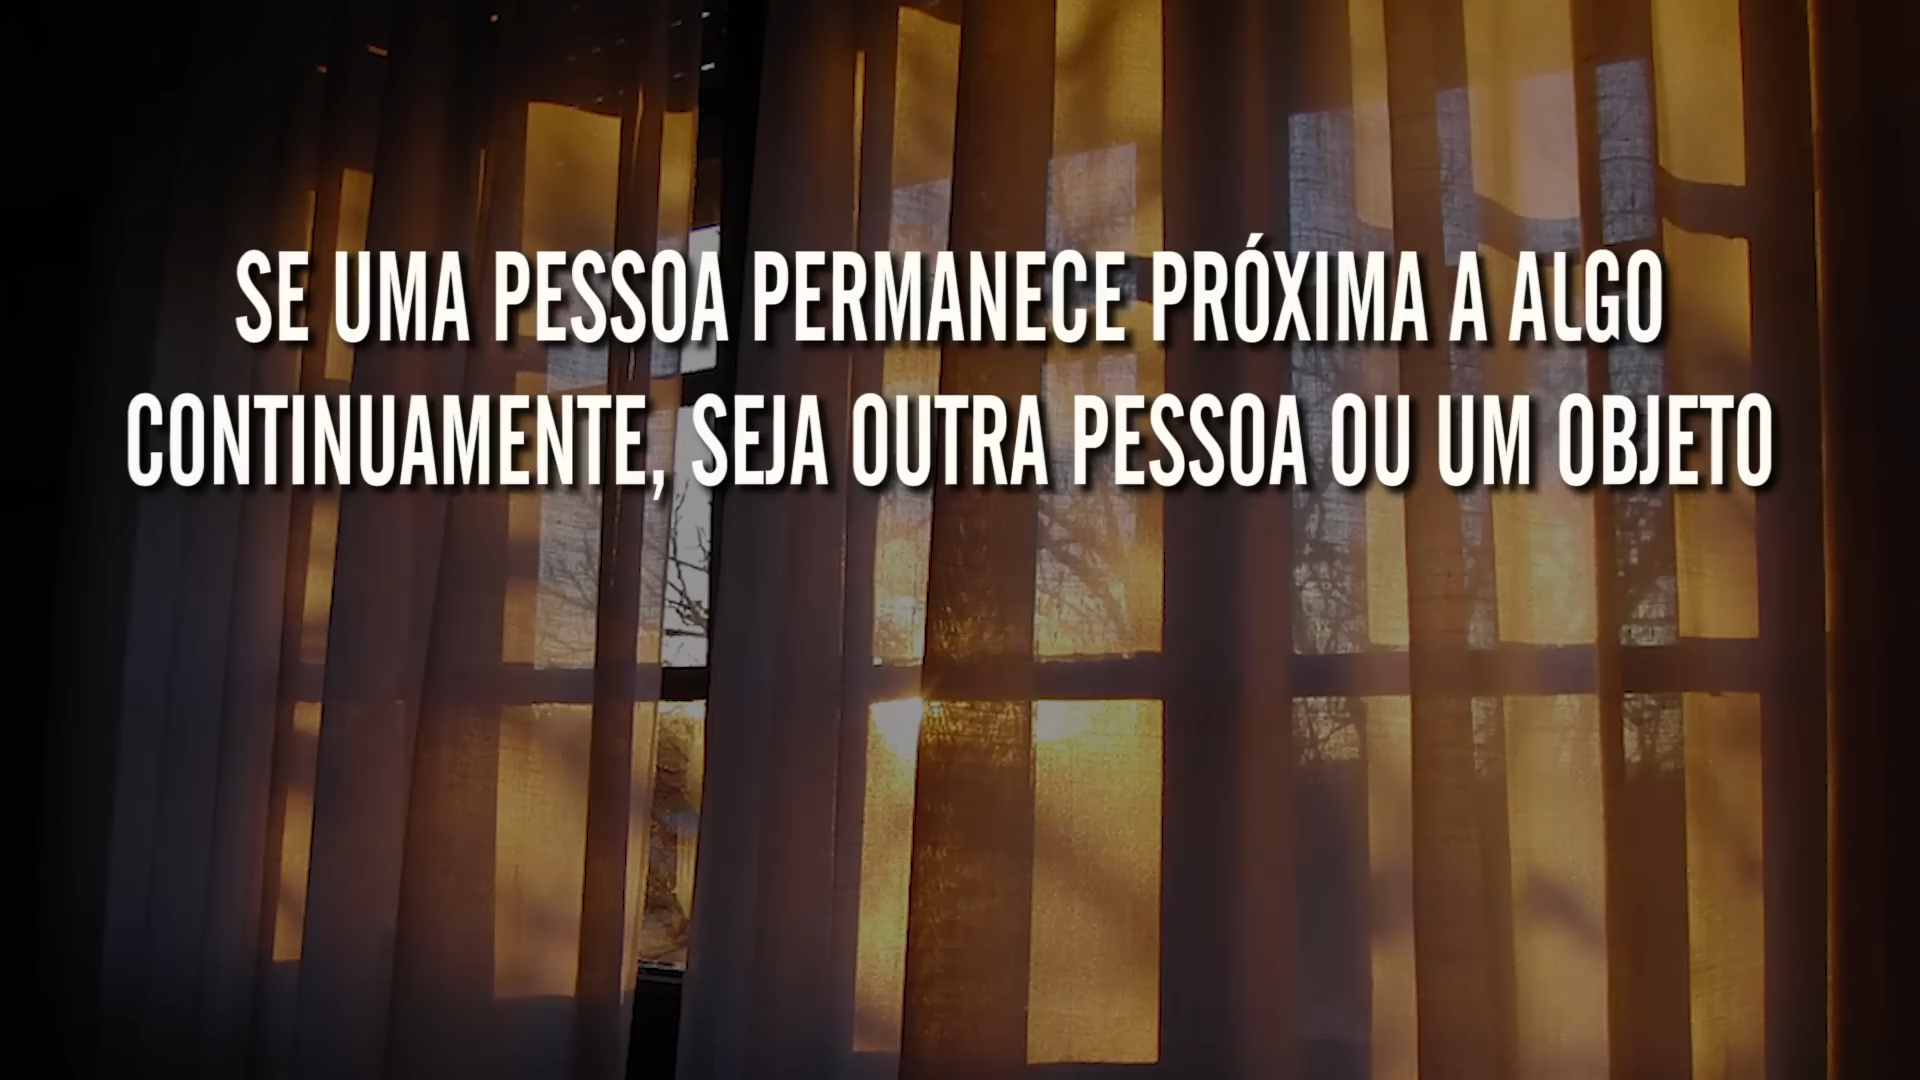 SE UMA PESSOA PERMANECE PRÓXIMA A ALGO
CONTINUAMENTE, SEJA OUTRA PESSOA OU UM OBJETO